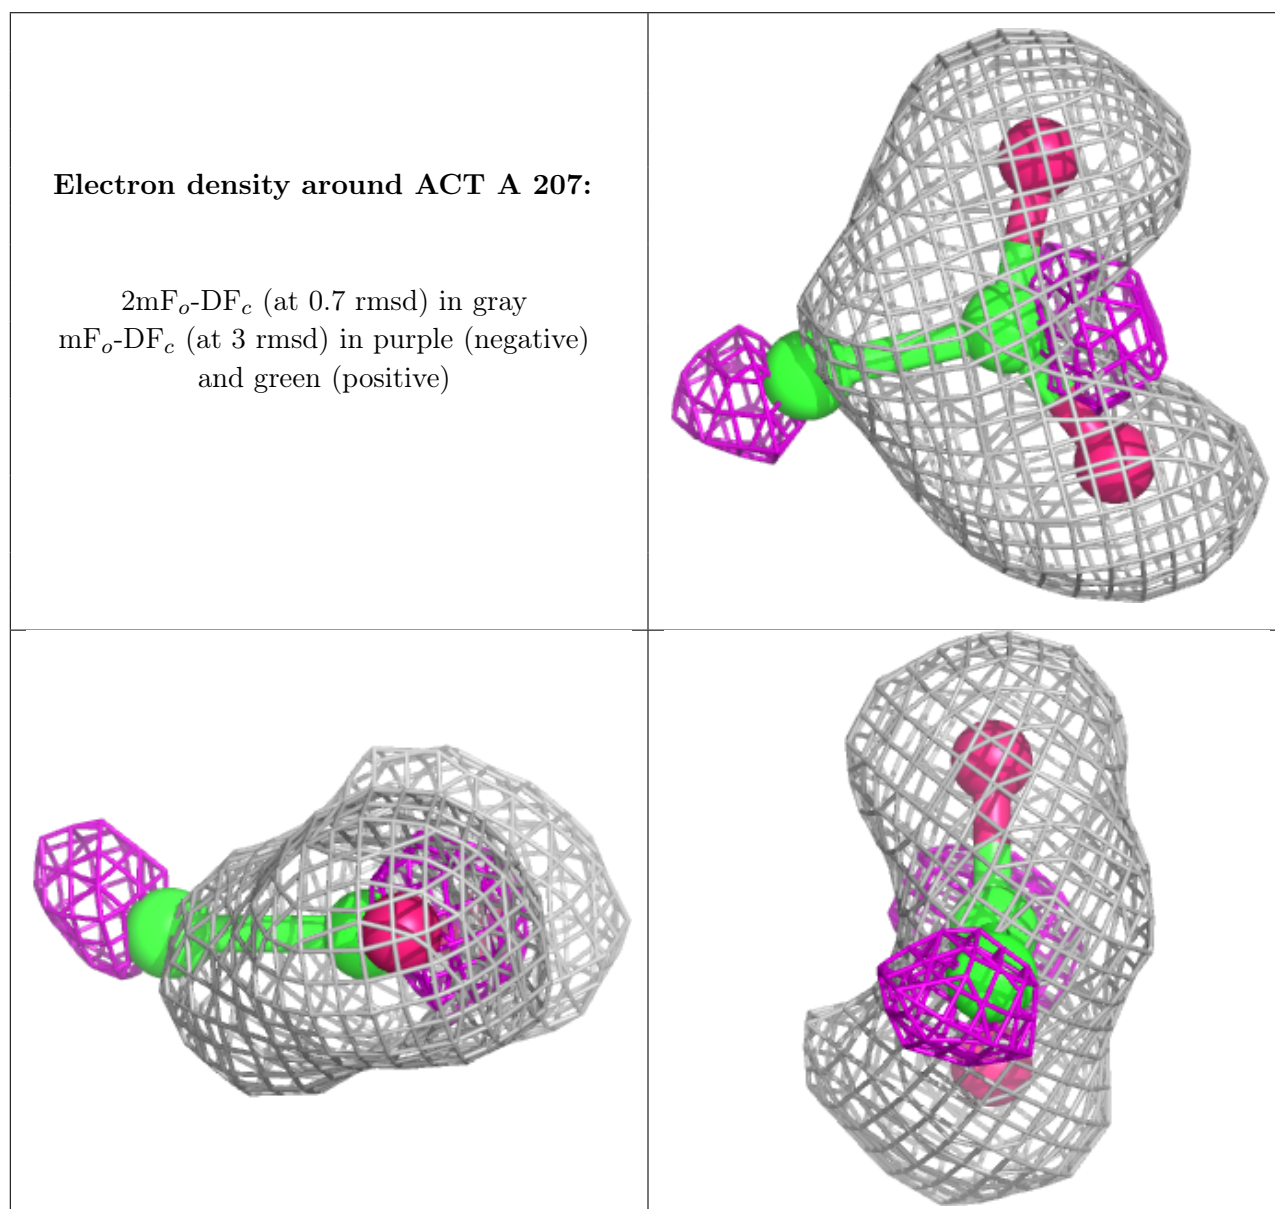 Electron density around ACT A 207:
2mFo-DFc (at 0.7 rmsd) in gray
mFo-DFc (at 3 rmsd) in purple (negative)
and green (positive)